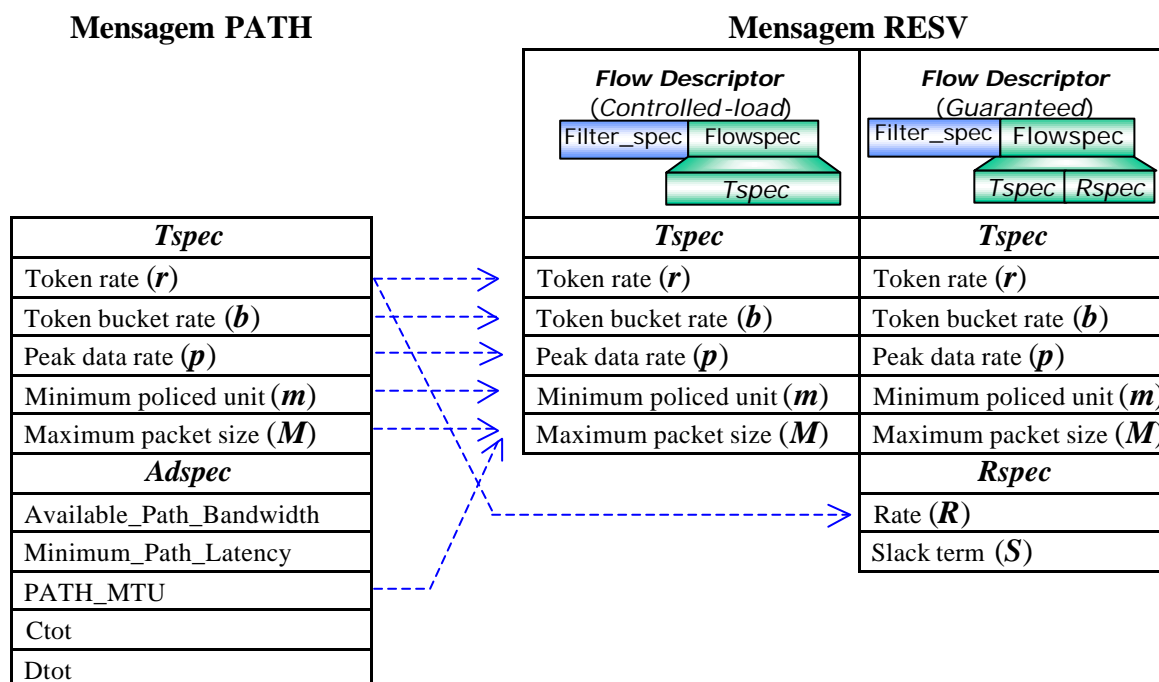 Mensagem PATH
Mensagem RESV
Flow Descriptor
(Controlled-load)
Filter_spec Flowspec
Tspec
Flow Descriptor
(Guaranteed)
Filter_spec Flowspec
Tspec Rspec
Tspec
Token rate (r)
Token bucket rate (b)
Peak data rate (p)
Minimum policed unit (m)
Maximum packet size (M)
Adspec
Available_Path_Bandwidth
Minimum_Path_Latency
PATH_MTU
Ctot
Dtot
Tspec
Token rate (r)
Token bucket rate (b)
Peak data rate (p)
Minimum policed unit (m)
Maximum packet size (M)
Tspec
Token rate (r)
Token bucket rate (b)
Peak data rate (p)
Minimum policed unit (m)
Maximum packet size (M)
Rspec
Rate (R)
Slack term (S)